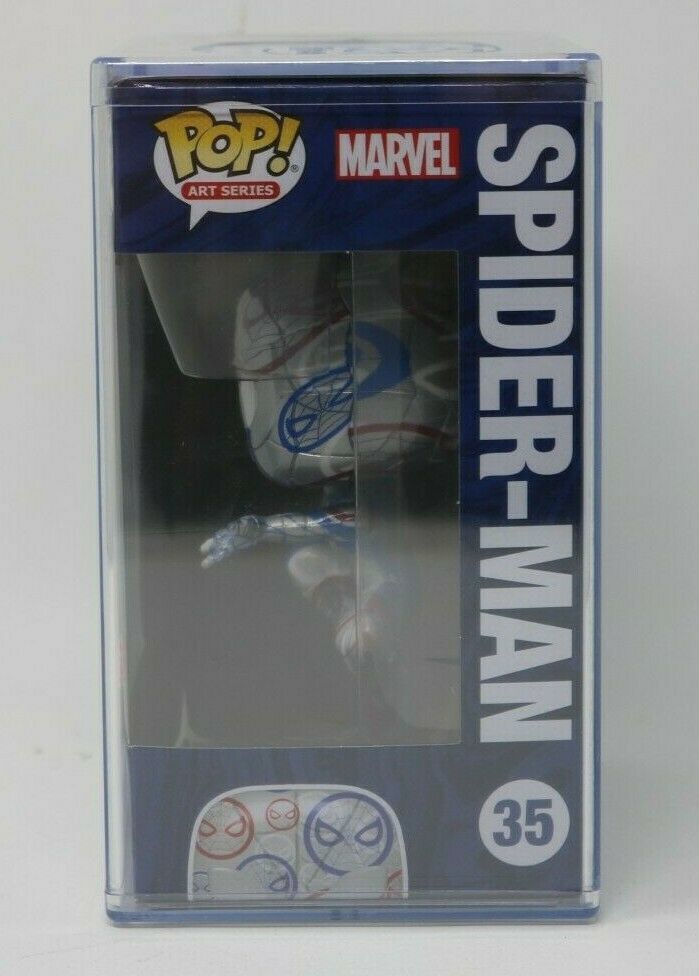 POP!®
ART SERIES
MARVEL
SPIDER-MAN
35